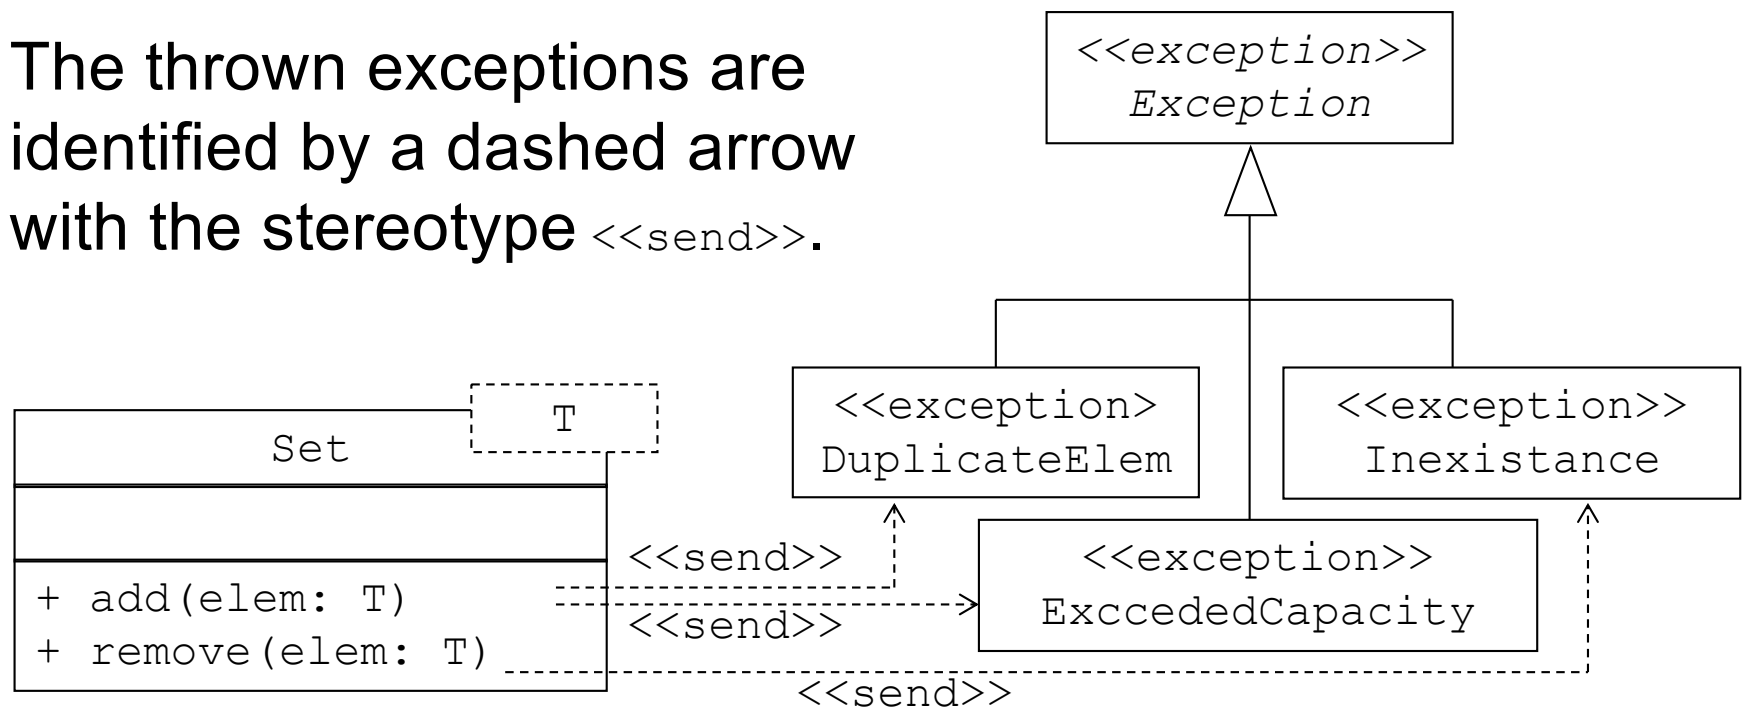 The thrown exceptions are
identified by a dashed arrow
with the stereotype <<send>>.
<<exception>>
Exception
<<exception>
DuplicateElem
<<exception>>
Inexistance
T
Set
<<send>>
<<exception>>
ExccededCapacity
+ add(elem: T)
<<send>>
+ remove(elem: T)
<<send>>